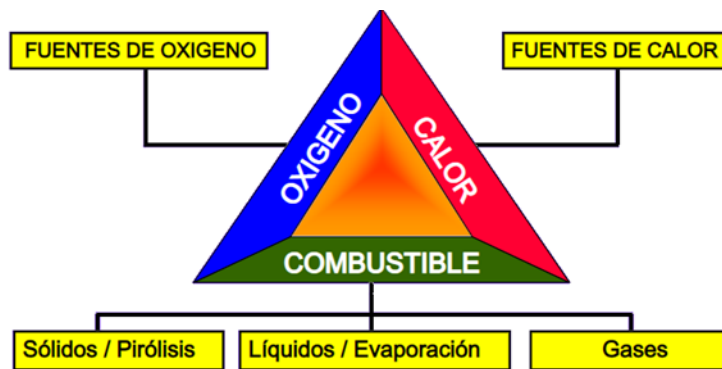 FUENTES DE OXIGENO
FUENTES DE CALOR
OXIGENO
CALOR
COMBUSTIBLE
Sólidos / Pirólisis
Líquidos / Evaporación
Gases